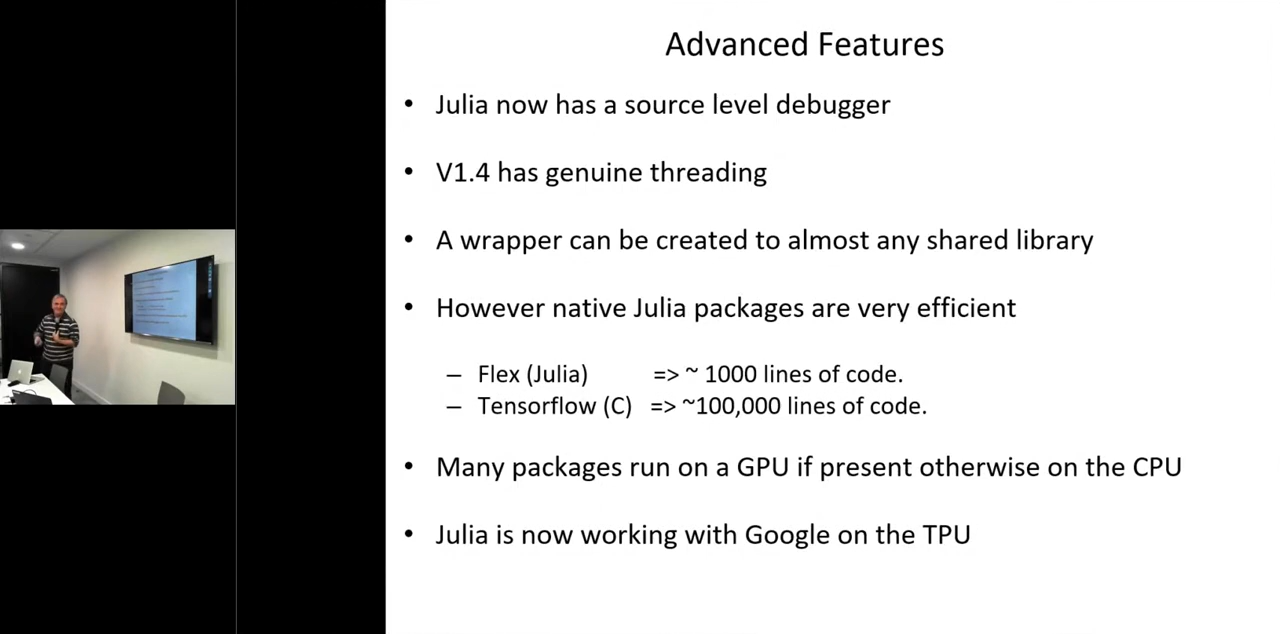 Advanced Features
• Julia now has a source level debugger
• V1.4 has genuine threading
• A wrapper can be created to almost any shared library
• However native Julia packages are very efficient
– Flex (Julia) => ~ 1000 lines of code.
– Tensorflow (C) => ~100,000 lines of code.
• Many packages run on a GPU if present otherwise on the CPU
• Julia is now working with Google on the TPU